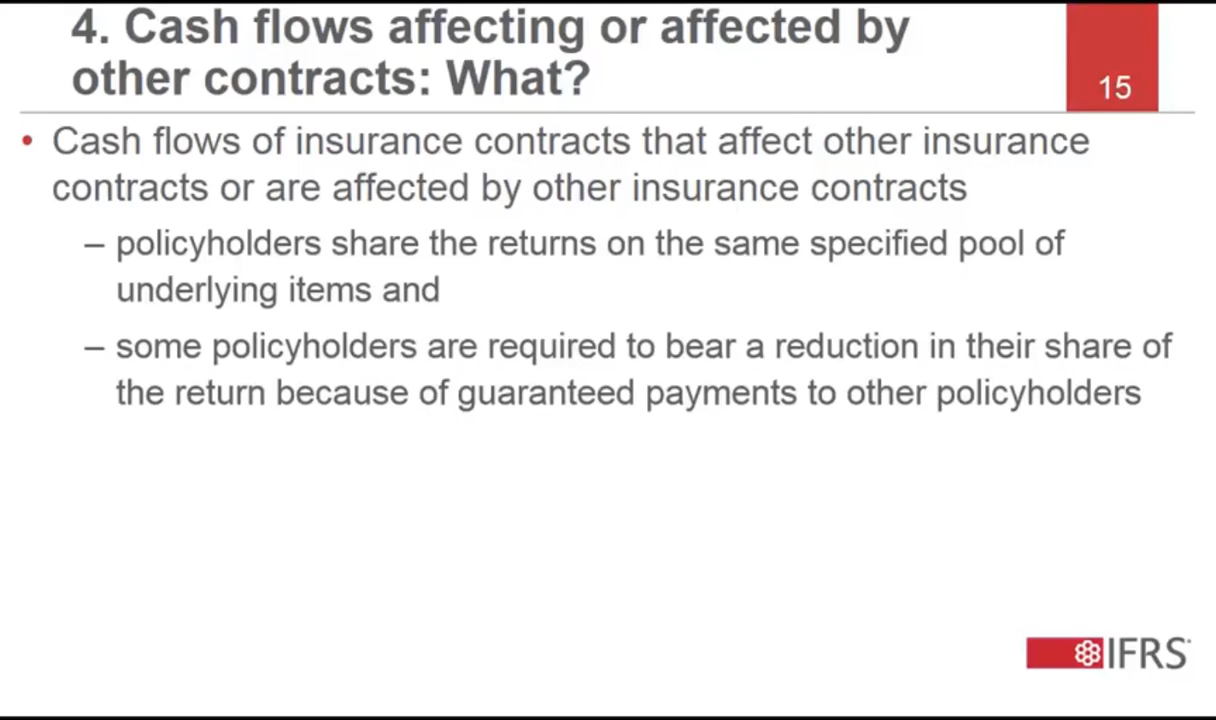 4. Cash flows affecting or affected by
other contracts: What?
15
• Cash flows of insurance contracts that affect other insurance
contracts or are affected by other insurance contracts
– policyholders share the returns on the same specified pool of
underlying items and
– some policyholders are required to bear a reduction in their share of
the return because of guaranteed payments to other policyholders
IFRS